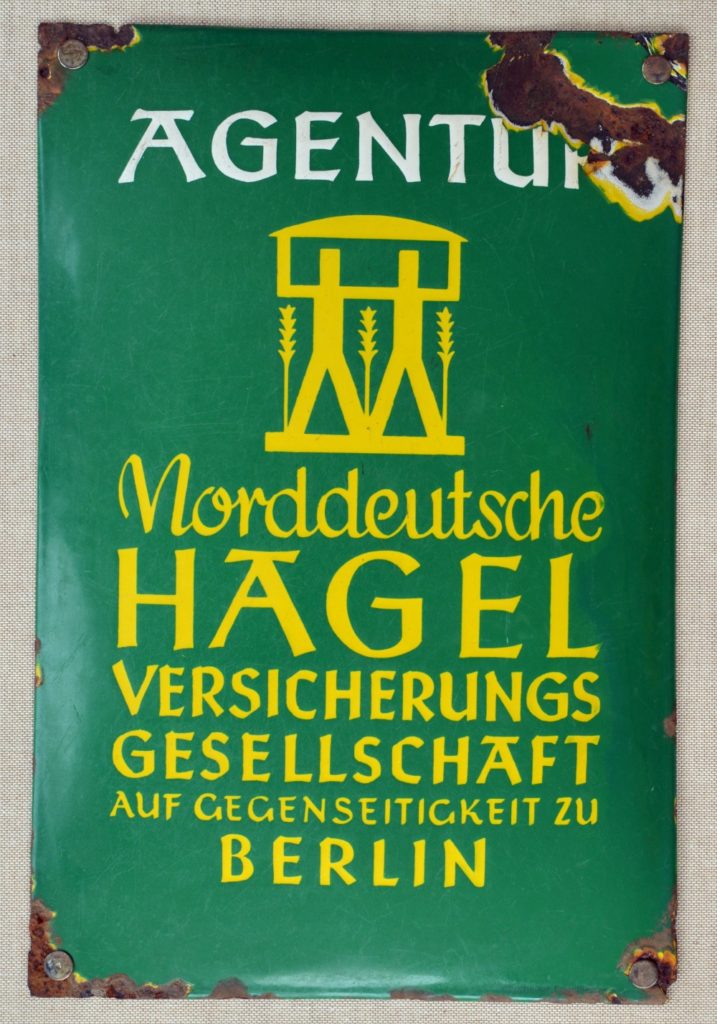 AGENTUR
Norddeutsche
HAGEL
VERSICHERUNGS
GESELLSCHAFT
AUF GEGENSEITIGKEIT ZU
BERLIN